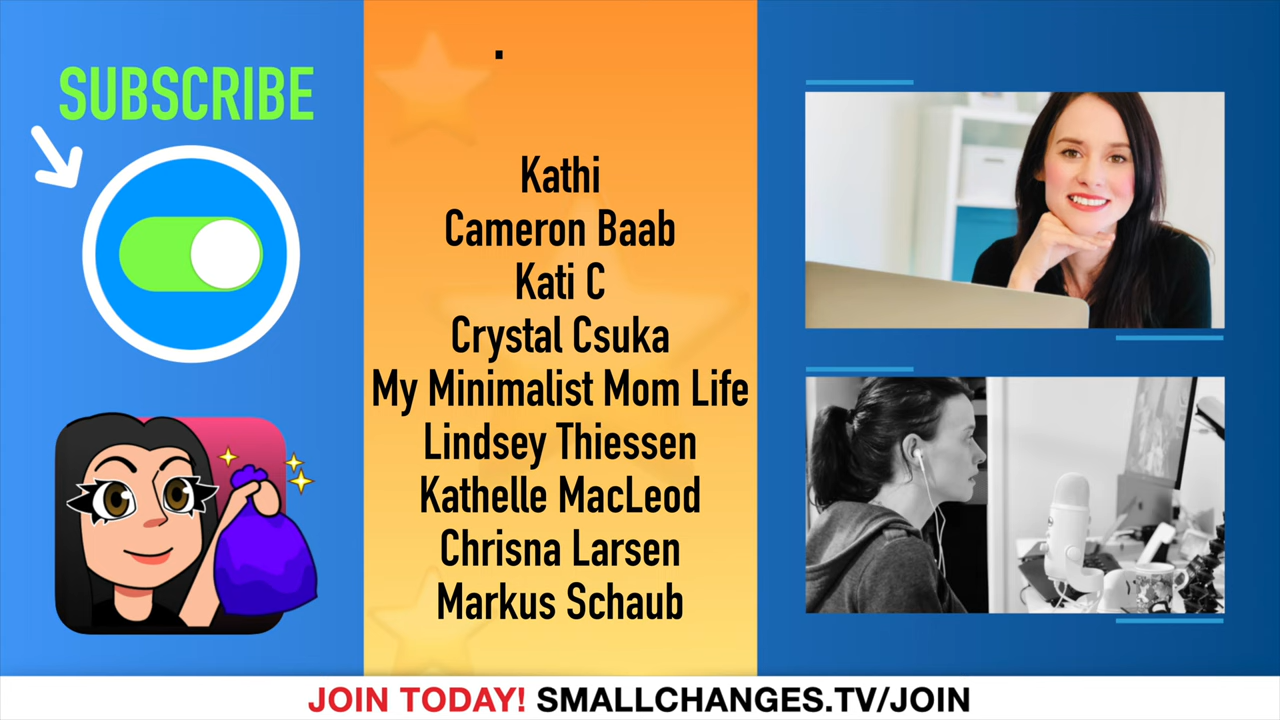 SUBSCRIBE
.
Kathi
Cameron Baab
Kati C
Crystal Csuka
My Minimalist Mom Life
Lindsey Thiessen
Kathelle MacLeod
Chrisna Larsen
Markus Schaub
JOIN TODAY! SMALLCHANGES.TV/JOIN